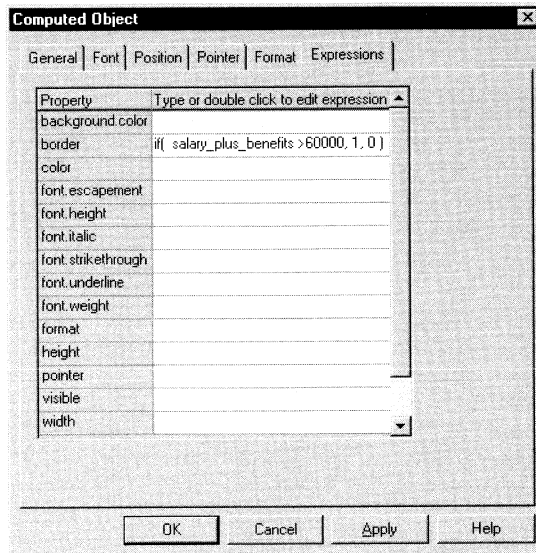 Computed Object
General Font Position Pointer Format Expressions
Property Type or double click to edit expression
background.color
border if( salary_plus_benefits >60000, 1, 0 )
color
font.escapement
font.height
font.italic
font.strikethrough
font.underline
font.weight
format
height
pointer
visible
width
OK Cancel Apply Help